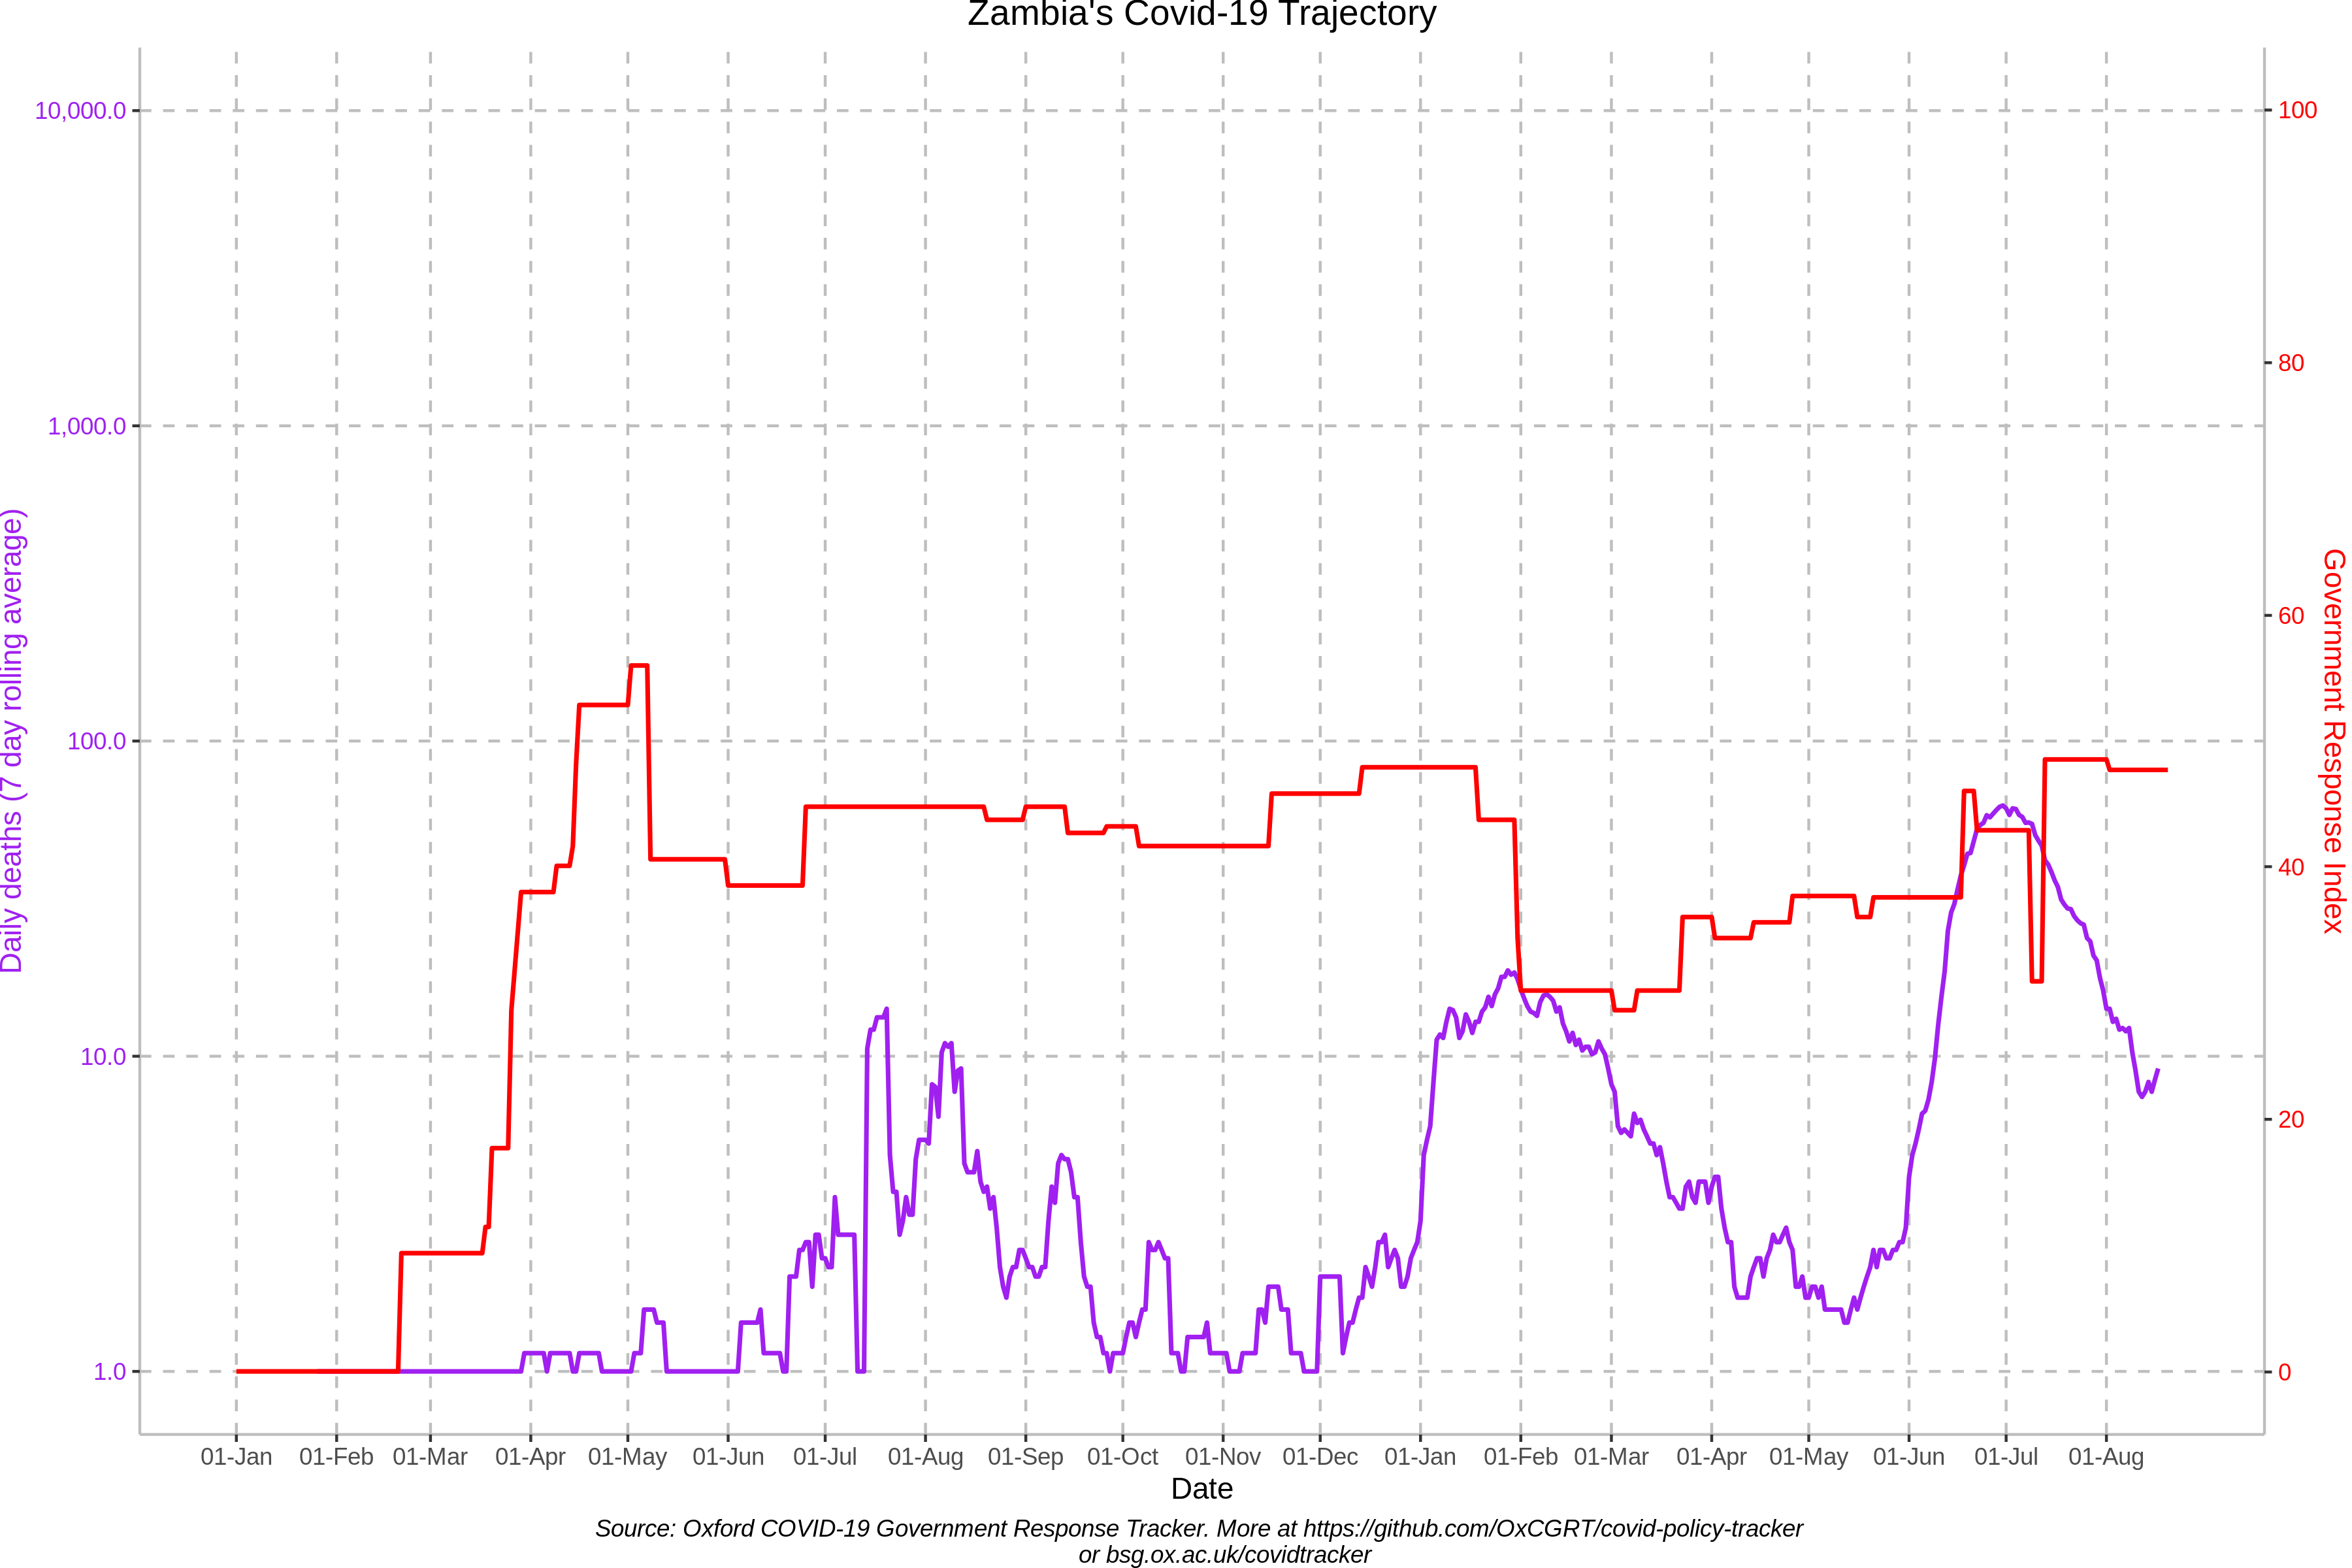 Zambia's Covid-19 Trajectory
10,000.0
1,000.0
100.0
10.0
1.0
Daily deaths (7 day rolling average)
100
80
60
40
20
0
Government Response Index
01-Jan 01-Feb 01-Mar 01-Apr 01-May 01-Jun 01-Jul 01-Aug 01-Sep 01-Oct 01-Nov 01-Dec 01-Jan 01-Feb 01-Mar 01-Apr 01-May 01-Jun 01-Jul 01-Aug
Date
Source: Oxford COVID-19 Government Response Tracker. More at https://github.com/OxCGRT/covid-policy-tracker
or bsg.ox.ac.uk/covidtracker